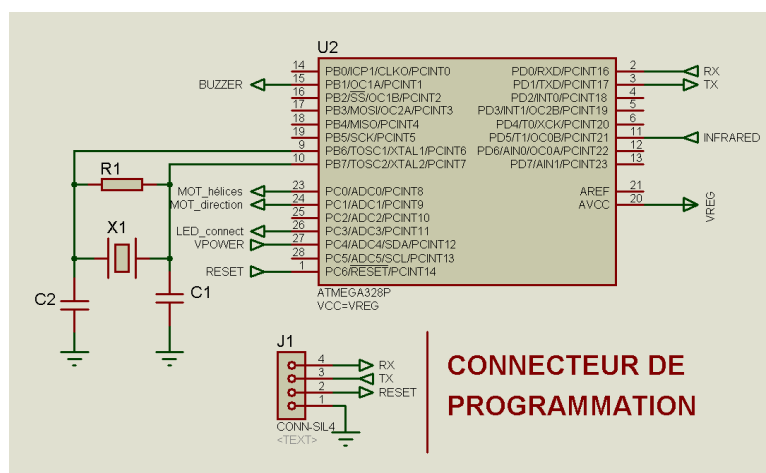 U2
14 PB0/ICP1/CLKO/PCINT0
BUZZER 15 PB1/OC1A/PCINT1
16 PB2/SS/OC1B/PCINT2
17 PB3/MOSI/OC2A/PCINT3
18 PB4/MISO/PCINT4
19 PB5/SCK/PCINT5
9 PB6/TOSC1/XTAL1/PCINT6
10 PB7/TOSC2/XTAL2/PCINT7
MOT_hélices 23 PC0/ADC0/PCINT8
MOT_direction 24 PC1/ADC1/PCINT9
25 PC2/ADC2/PCINT10
LED_connect 26 PC3/ADC3/PCINT11
VPOWER 27 PC4/ADC4/SDA/PCINT12
28 PC5/ADC5/SCL/PCINT13
RESET 1 PC6/RESET/PCINT14
PD0/RXD/PCINT16 2 RX
PD1/TXD/PCINT17 3 TX
PD2/INT0/PCINT18 4
PD3/INT1/OC2B/PCINT19 5
PD4/T0/XCK/PCINT20 6
PD5/T1/OC0B/PCINT21 11 INFRARED
PD6/AIN0/OC0A/PCINT22 12
PD7/AIN1/PCINT23 13
AREF 21
AVCC 20 VREG
ATMEGA328P
VCC=VREG
R1
X1
C2
C1
J1
4 RX
3 TX
2 RESET
1
CONN-SIL4
<TEXT>
CONNECTEUR DE
PROGRAMMATION